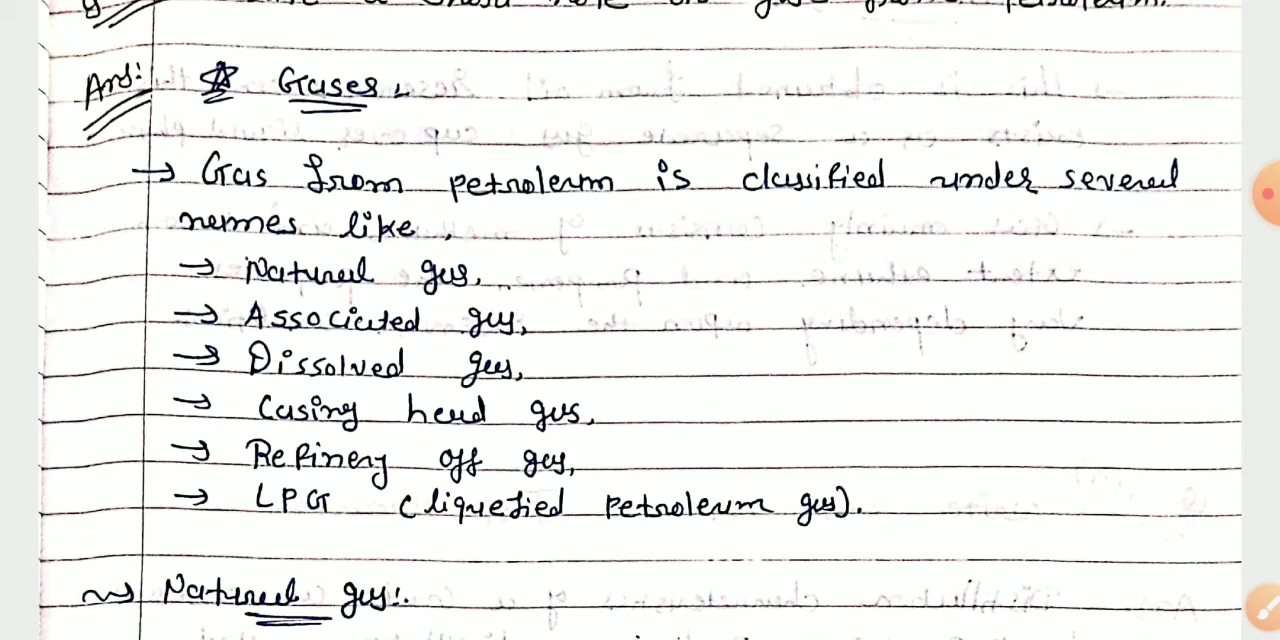 Ans: ☆ Gases.
→ Gas from petroleum is classified under several
names like,
→ Natural gas,
→ Associated gas,
→ Dissolved gas,
→ Casing head gas,
→ Refinery off gas,
→ LPG (liquefied petroleum gas).
~> Natural gas: